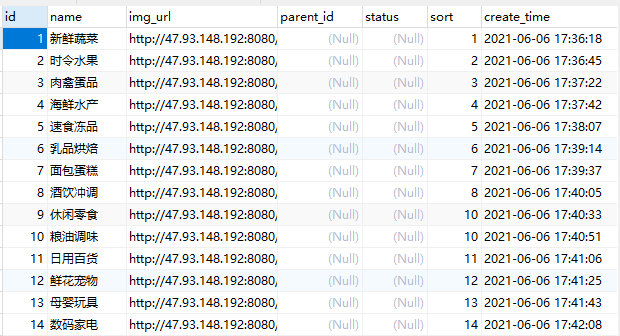 id name img_url parent_id status sort create_time
1 新鲜蔬菜 http://47.93.148.192:8080/ (Null) (Null) 1 2021-06-06 17:36:18
2 时令水果 http://47.93.148.192:8080/ (Null) (Null) 2 2021-06-06 17:36:45
3 肉禽蛋品 http://47.93.148.192:8080/ (Null) (Null) 3 2021-06-06 17:37:22
4 海鲜水产 http://47.93.148.192:8080/ (Null) (Null) 4 2021-06-06 17:37:42
5 速食冻品 http://47.93.148.192:8080/ (Null) (Null) 5 2021-06-06 17:38:07
6 乳品烘焙 http://47.93.148.192:8080/ (Null) (Null) 6 2021-06-06 17:39:14
7 面包蛋糕 http://47.93.148.192:8080/ (Null) (Null) 7 2021-06-06 17:39:37
8 酒饮冲调 http://47.93.148.192:8080/ (Null) (Null) 8 2021-06-06 17:40:05
9 休闲零食 http://47.93.148.192:8080/ (Null) (Null) 10 2021-06-06 17:40:33
10 粮油调味 http://47.93.148.192:8080/ (Null) (Null) 10 2021-06-06 17:40:51
11 日用百货 http://47.93.148.192:8080/ (Null) (Null) 11 2021-06-06 17:41:06
12 鲜花宠物 http://47.93.148.192:8080/ (Null) (Null) 12 2021-06-06 17:41:25
13 母婴玩具 http://47.93.148.192:8080/ (Null) (Null) 13 2021-06-06 17:41:43
14 数码家电 http://47.93.148.192:8080/ (Null) (Null) 14 2021-06-06 17:42:08